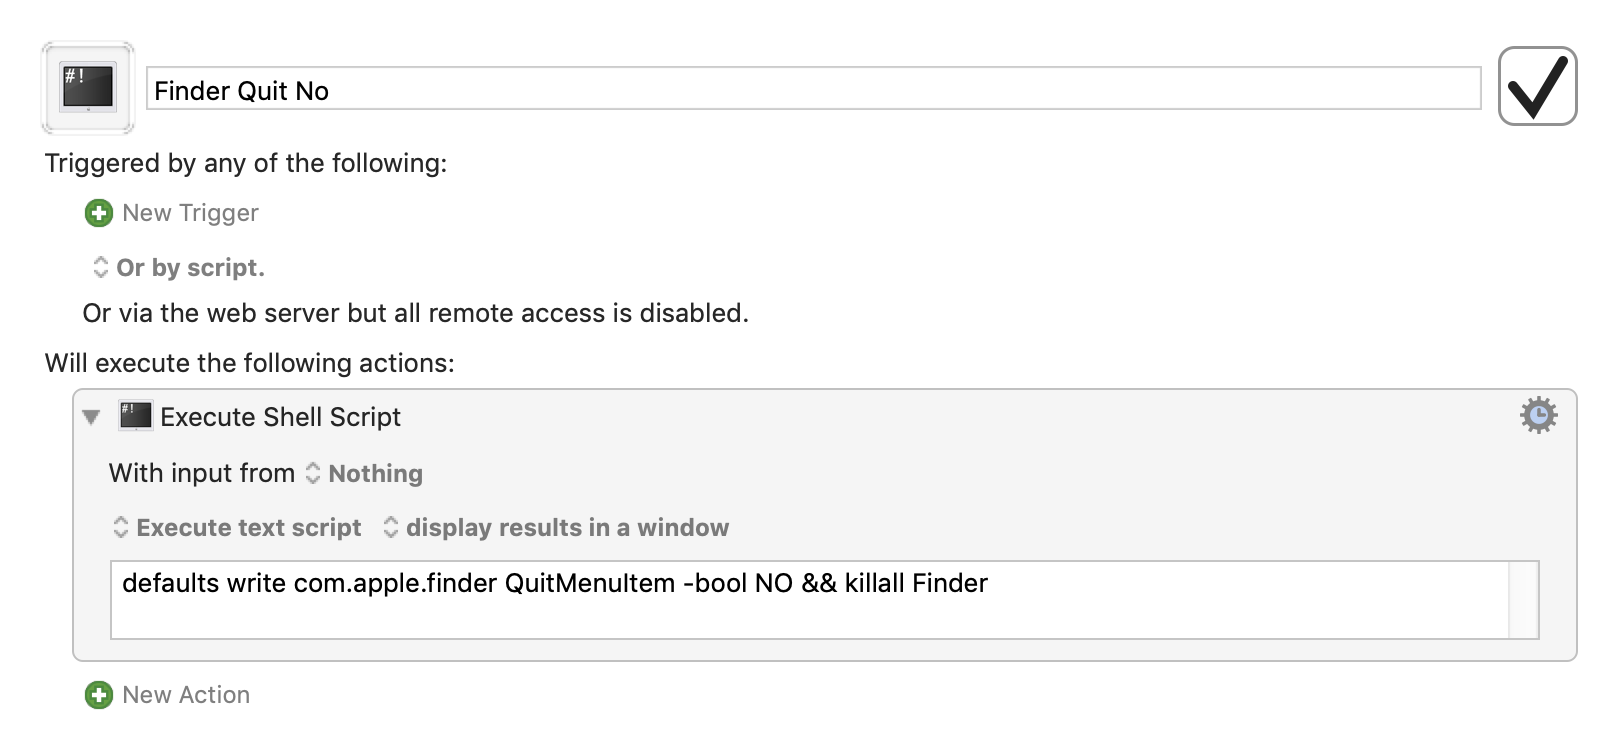 #!
Finder Quit No
Triggered by any of the following:
New Trigger
Or by script.
Or via the web server but all remote access is disabled.
Will execute the following actions:
#! Execute Shell Script
With input from Nothing
Execute text script display results in a window
defaults write com.apple.finder QuitMenuItem -bool NO && killall Finder
New Action